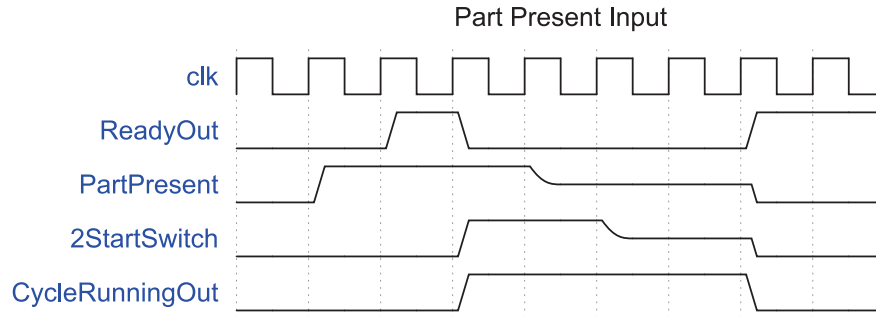 Part Present Input
clk
ReadyOut
PartPresent
2StartSwitch
CycleRunningOut